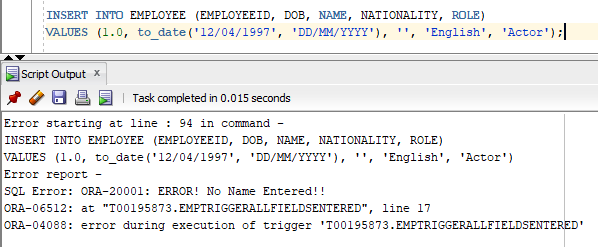 INSERT INTO EMPLOYEE (EMPLOYEEID, DOB, NAME, NATIONALITY, ROLE)
VALUES (1.0, to_date('12/04/1997', 'DD/MM/YYYY'), '', 'English', 'Actor');
Script Output x
Task completed in 0.015 seconds
Error starting at line : 94 in command -
INSERT INTO EMPLOYEE (EMPLOYEEID, DOB, NAME, NATIONALITY, ROLE)
VALUES (1.0, to_date('12/04/1997', 'DD/MM/YYYY'), '', 'English', 'Actor')
Error report -
SQL Error: ORA-20001: ERROR! No Name Entered!!
ORA-06512: at "T00195873.EMPTRIGGERALLFIELDSENTERED", line 17
ORA-04088: error during execution of trigger 'T00195873.EMPTRIGGERALLFIELDSENTERED'